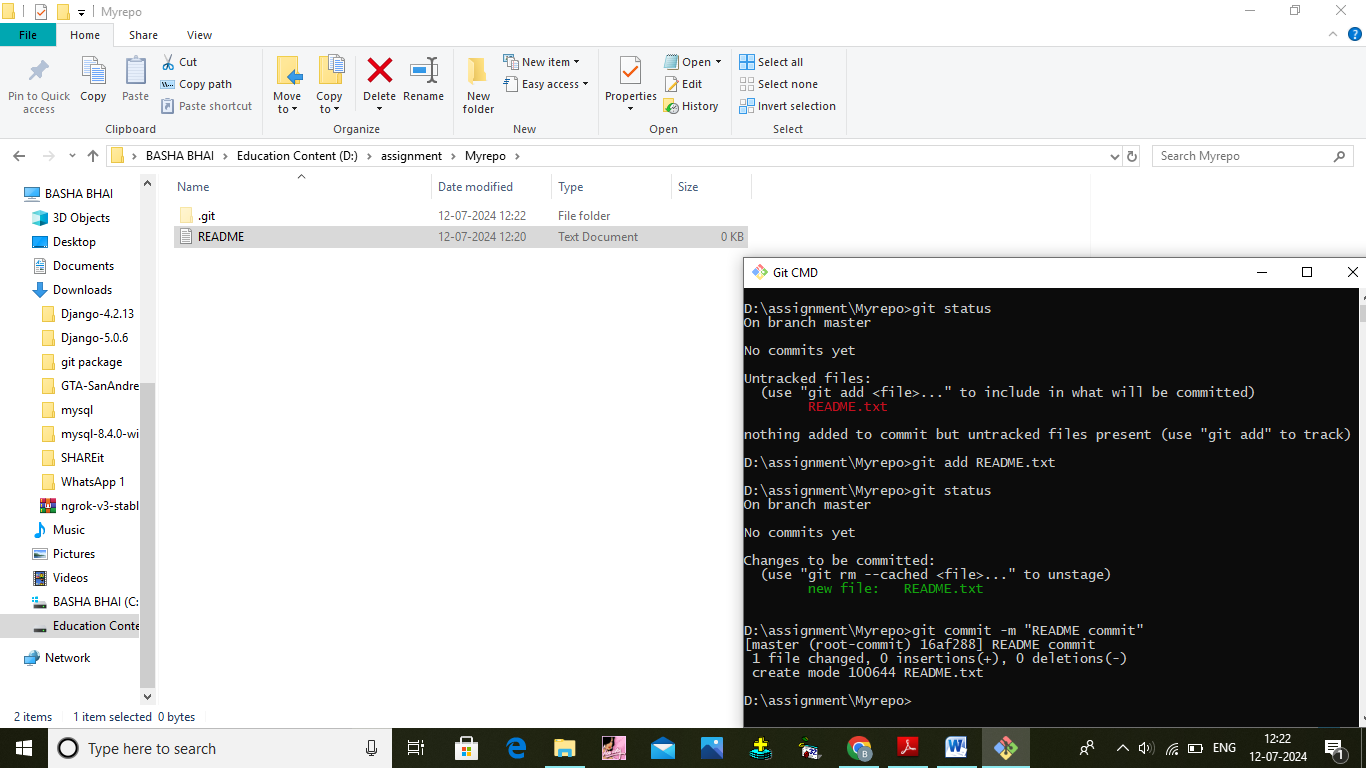 Myrepo
File Home Share View
Pin to Quick access
Copy
Paste
Cut
Copy path
Paste shortcut
Clipboard
Move to
Copy to
Delete
Rename
Organize
New folder
New item
Easy access
New
Properties
Open
Edit
History
Open
Select all
Select none
Invert selection
Select
BASHA BHAI > Education Content (D:) > assignment > Myrepo >
Search Myrepo
BASHA BHAI
3D Objects
Desktop
Documents
Downloads
Django-4.2.13
Django-5.0.6
git package
GTA-SanAndre
mysql
mysql-8.4.0-wi
SHAREit
WhatsApp 1
ngrok-v3-stabl
Music
Pictures
Videos
BASHA BHAI (C:
Education Conte
Network
Name Date modified Type Size
.git 12-07-2024 12:22 File folder
README 12-07-2024 12:20 Text Document 0 KB
2 items 1 item selected 0 bytes
Git CMD
D:\assignment\Myrepo>git status
On branch master
No commits yet
Untracked files:
(use "git add <file>..." to include in what will be committed)
README.txt
nothing added to commit but untracked files present (use "git add" to track)
D:\assignment\Myrepo>git add README.txt
D:\assignment\Myrepo>git status
On branch master
No commits yet
Changes to be committed:
(use "git rm --cached <file>..." to unstage)
new file: README.txt
D:\assignment\Myrepo>git commit -m "README commit"
[master (root-commit) 16af288] README commit
1 file changed, 0 insertions(+), 0 deletions(-)
create mode 100644 README.txt
D:\assignment\Myrepo>
Type here to search
ENG
12:22
12-07-2024
1